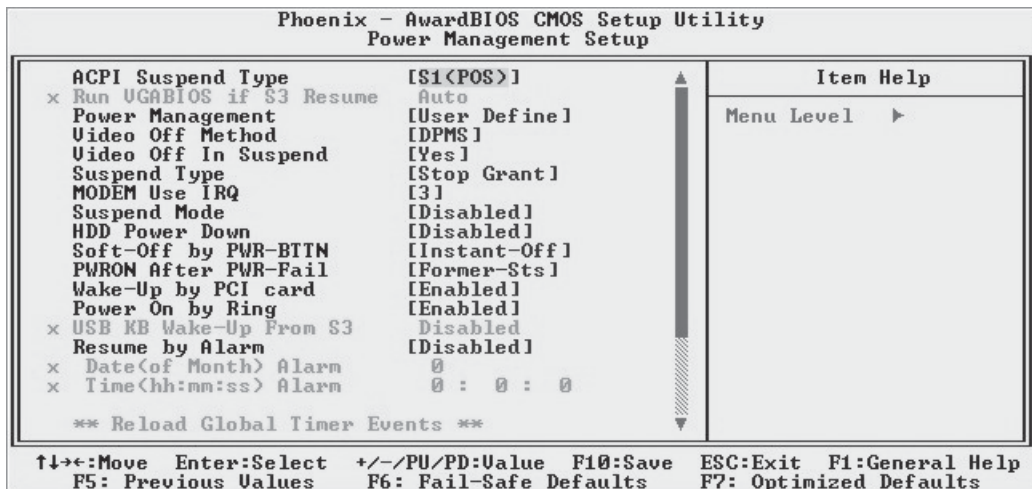 Phoenix - AwardBIOS CMOS Setup Utility
Power Management Setup
ACPI Suspend Type [S1(POS)]
x Run VGABIOS if S3 Resume Auto
Power Management [User Define]
Video Off Method [DPMS]
Video Off In Suspend [Yes]
Suspend Type [Stop Grant]
MODEM Use IRQ [3]
Suspend Mode [Disabled]
HDD Power Down [Disabled]
Soft-Off by PWR-BTTN [Instant-Off]
PWRON After PWR-Fail [Former-Sts]
Wake-Up by PCI card [Enabled]
Power On by Ring [Enabled]
x USB KB Wake-Up From S3 Disabled
Resume by Alarm [Disabled]
x Date(of Month) Alarm 0
x Time(hh:mm:ss) Alarm 0 : 0 : 0
** Reload Global Timer Events **
Item Help
Menu Level ▶
↑↓→←:Move Enter:Select +/-/PU/PD:Value F10:Save ESC:Exit F1:General Help
F5: Previous Values F6: Fail-Safe Defaults F7: Optimized Defaults